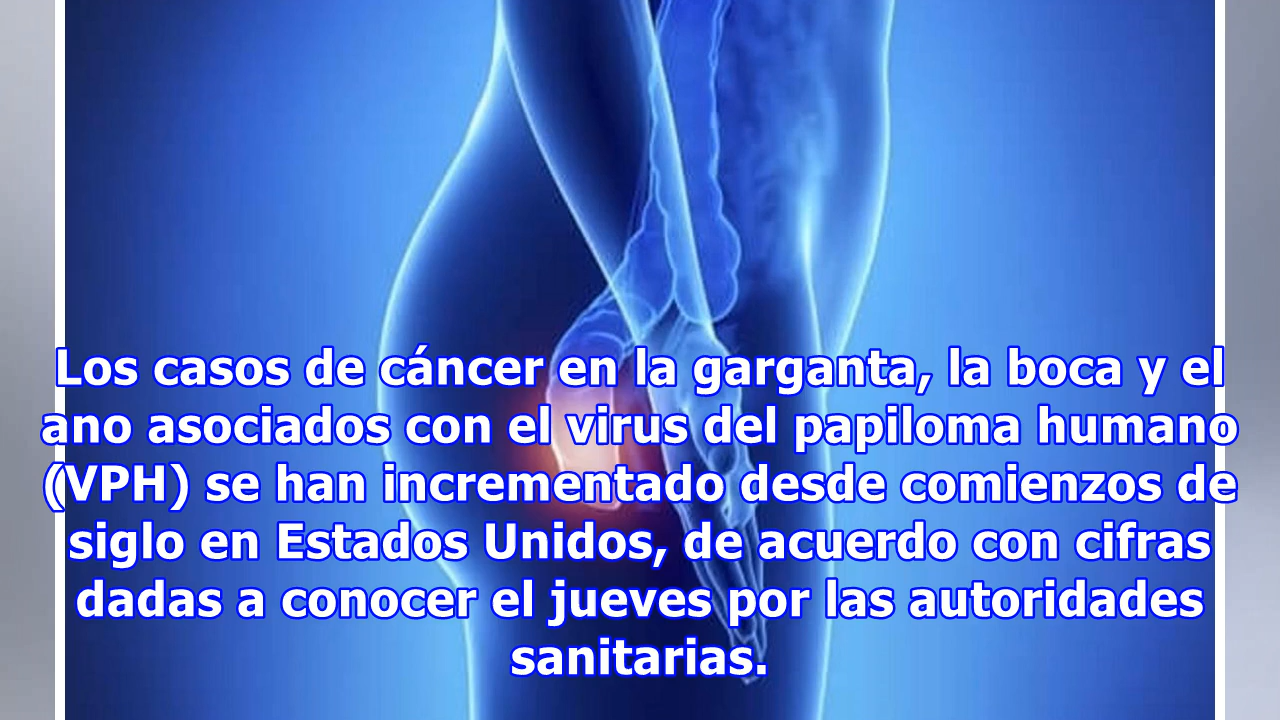 Los casos de cáncer en la garganta, la boca y el
ano asociados con el virus del papiloma humano
(VPH) se han incrementado desde comienzos de
siglo en Estados Unidos, de acuerdo con cifras
dadas a conocer el jueves por las autoridades
sanitarias.